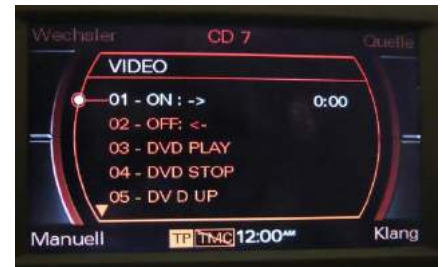 Wechsler CD 7 Quelle
VIDEO
01 - ON : -> 0:00
02 - OFF: <-
03 - DVD PLAY
04 - DVD STOP
05 - DV D UP
Manuell TP TMC 12:00AM Klang